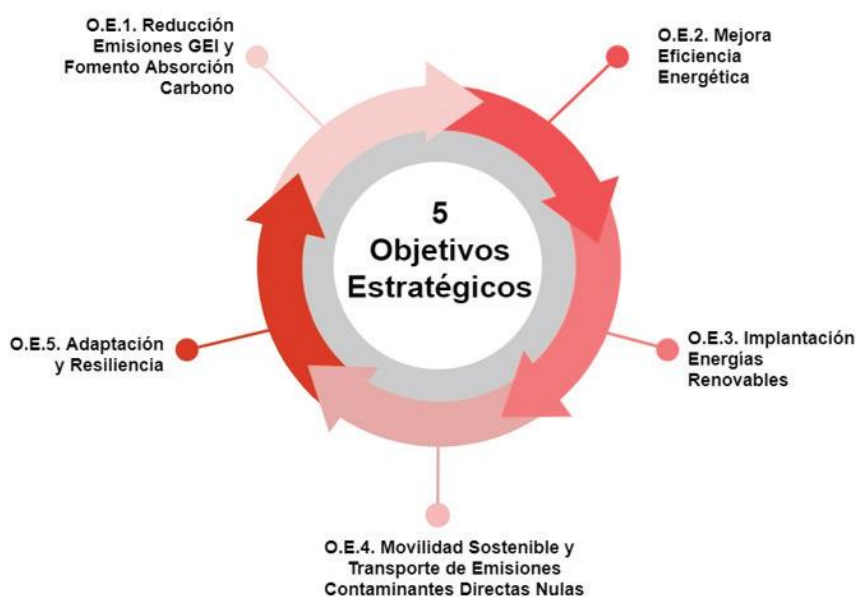 O.E.1. Reducción
Emisiones GEI y
Fomento Absorción
Carbono
O.E.2. Mejora
Eficiencia
Energética
5
Objetivos
Estratégicos
O.E.5. Adaptación
y Resiliencia
O.E.3. Implantación
Energías
Renovables
O.E.4. Movilidad Sostenible y
Transporte de Emisiones
Contaminantes Directas Nulas